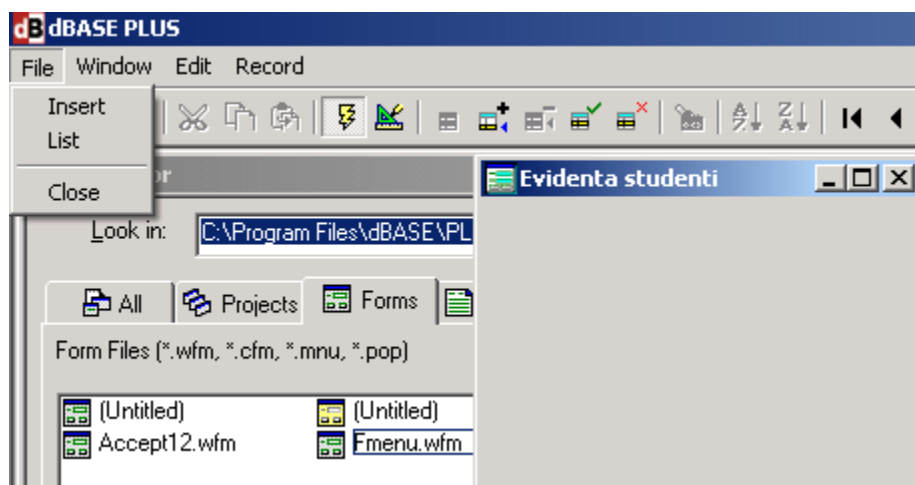 dB dBASE PLUS
File Window Edit Record
Insert
List
Close
Evidenta studenti
Look in: C:\Program Files\dBASE\PL
All Projects Forms
Form Files (*.wfm, *.cfm, *.mnu, *.pop)
(Untitled) (Untitled)
Accept12.wfm Fmenu.wfm